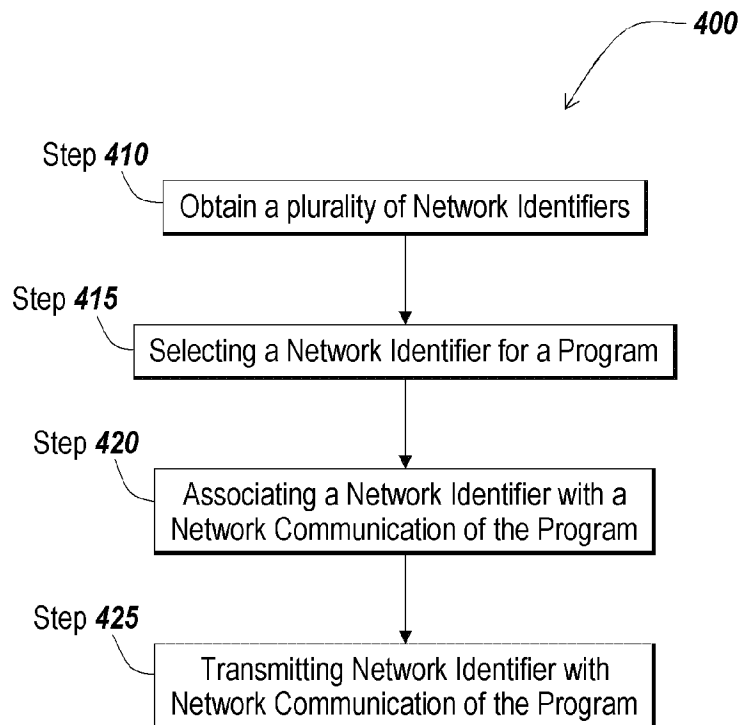 400
Step 410
Obtain a plurality of Network Identifiers
Step 415
Selecting a Network Identifier for a Program
Step 420
Associating a Network Identifier with a
Network Communication of the Program
Step 425
Transmitting Network Identifier with
Network Communication of the Program